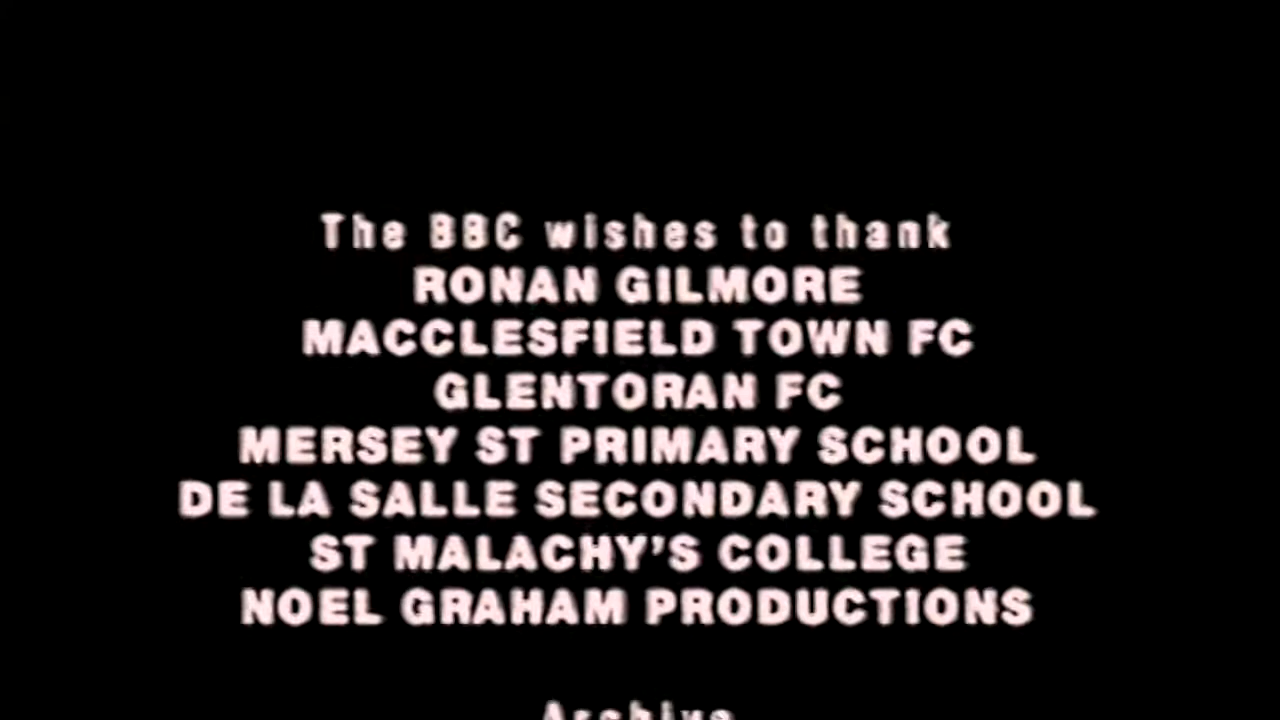 The BBC wishes to thank
RONAN GILMORE
MACCLESFIELD TOWN FC
GLENTORAN FC
MERSEY ST PRIMARY SCHOOL
DE LA SALLE SECONDARY SCHOOL
ST MALACHY'S COLLEGE
NOEL GRAHAM PRODUCTIONS
Archive